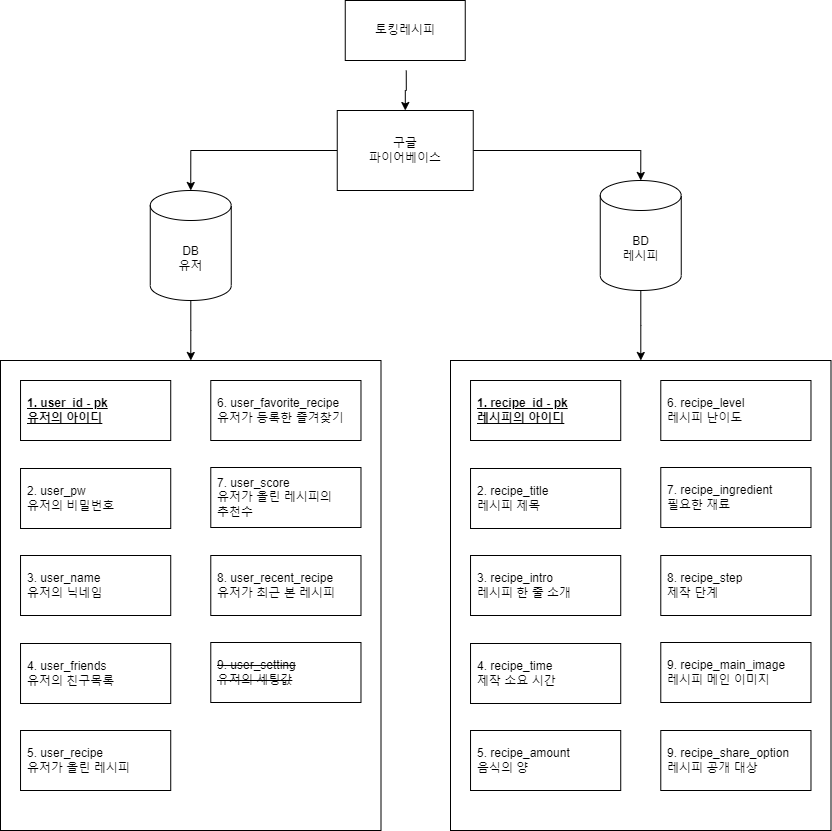 토킹레시피
구글
파이어베이스
DB
유저
BD
레시피
1. user_id - pk
유저의 아이디
2. user_pw
유저의 비밀번호
3. user_name
유저의 닉네임
4. user_friends
유저의 친구목록
5. user_recipe
유저가 올린 레시피
6. user_favorite_recipe
유저가 등록한 즐겨찾기
7. user_score
유저가 올린 레시피의
추천수
8. user_recent_recipe
유저가 최근 본 레시피
9. user_setting
유저의 세팅값
1. recipe_id - pk
레시피의 아이디
2. recipe_title
레시피 제목
3. recipe_intro
레시피 한 줄 소개
4. recipe_time
제작 소요 시간
5. recipe_amount
음식의 양
6. recipe_level
레시피 난이도
7. recipe_ingredient
필요한 재료
8. recipe_step
제작 단계
9. recipe_main_image
레시피 메인 이미지
9. recipe_share_option
레시피 공개 대상